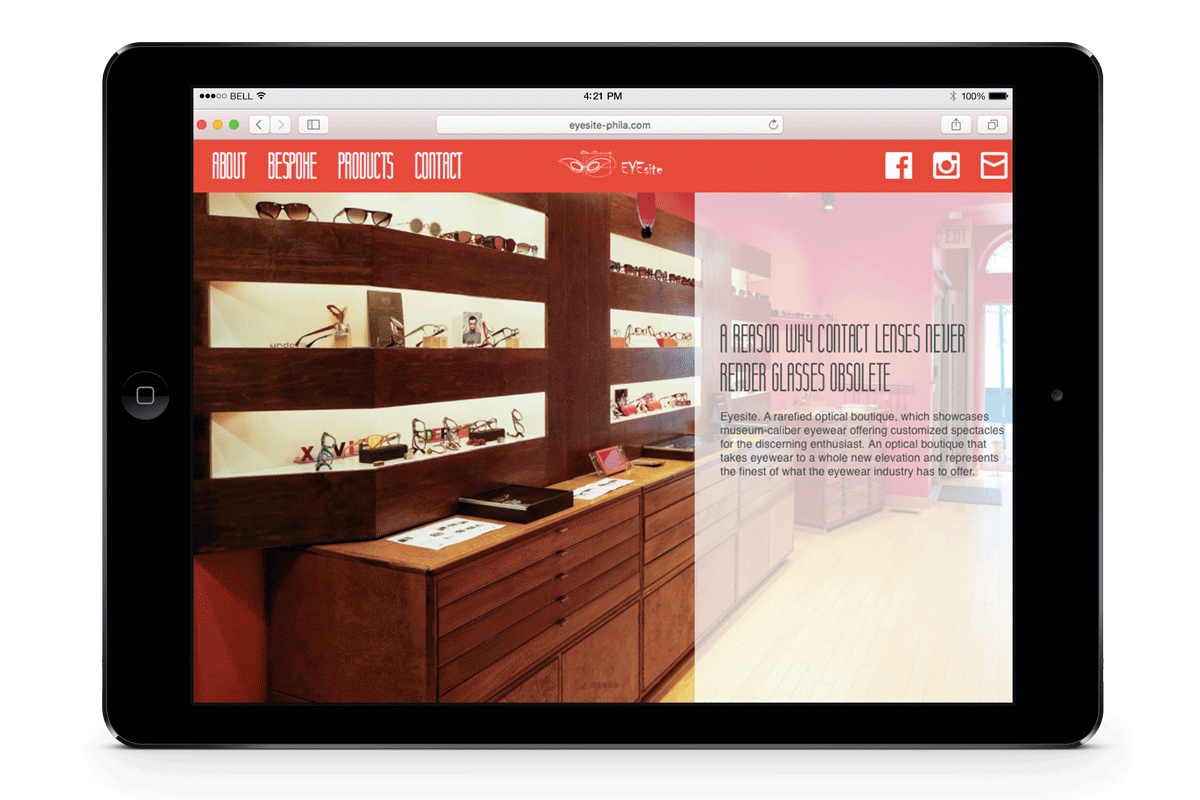 BELL
4:21 PM
100%
eyesite-phila.com
ABOUT BESPOKE PRODUCTS CONTACT
EYEsite
EXIT
A REASON WHY CONTACT LENSES NEVER
RENDER GLASSES OBSOLETE
Eyesite. A rarefied optical boutique, which showcases
museum-caliber eyewear offering customized spectacles
for the discerning enthusiast. An optical boutique that
takes eyewear to a whole new elevation and represents
the finest of what the eyewear industry has to offer.